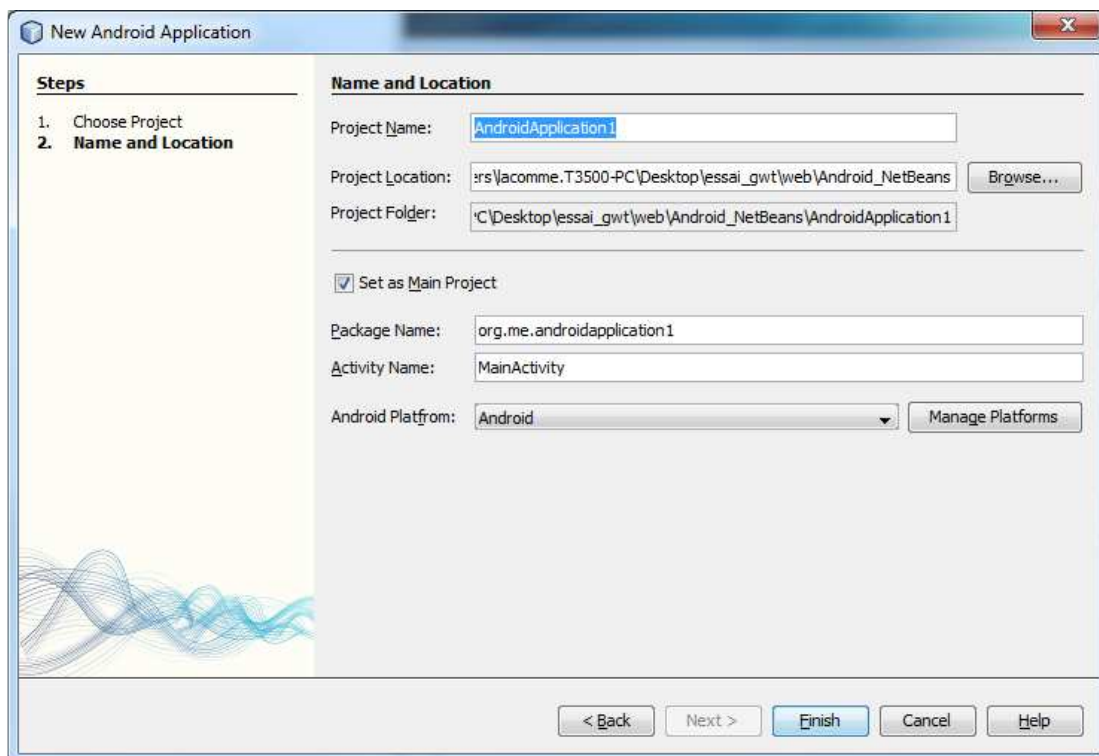 New Android Application
Steps
1. Choose Project
2. Name and Location
Name and Location
Project Name: AndroidApplication1
Project Location: ers\lacomme.T3500-PC\Desktop\essai_gwt\web\Android_NetBeans Browse...
Project Folder: PC\Desktop\essai_gwt\web\Android_NetBeans\AndroidApplication1
Set as Main Project
Package Name: org.me.androidapplication1
Activity Name: MainActivity
Android Platfrom: Android Manage Platforms
< Back Next > Finish Cancel Help